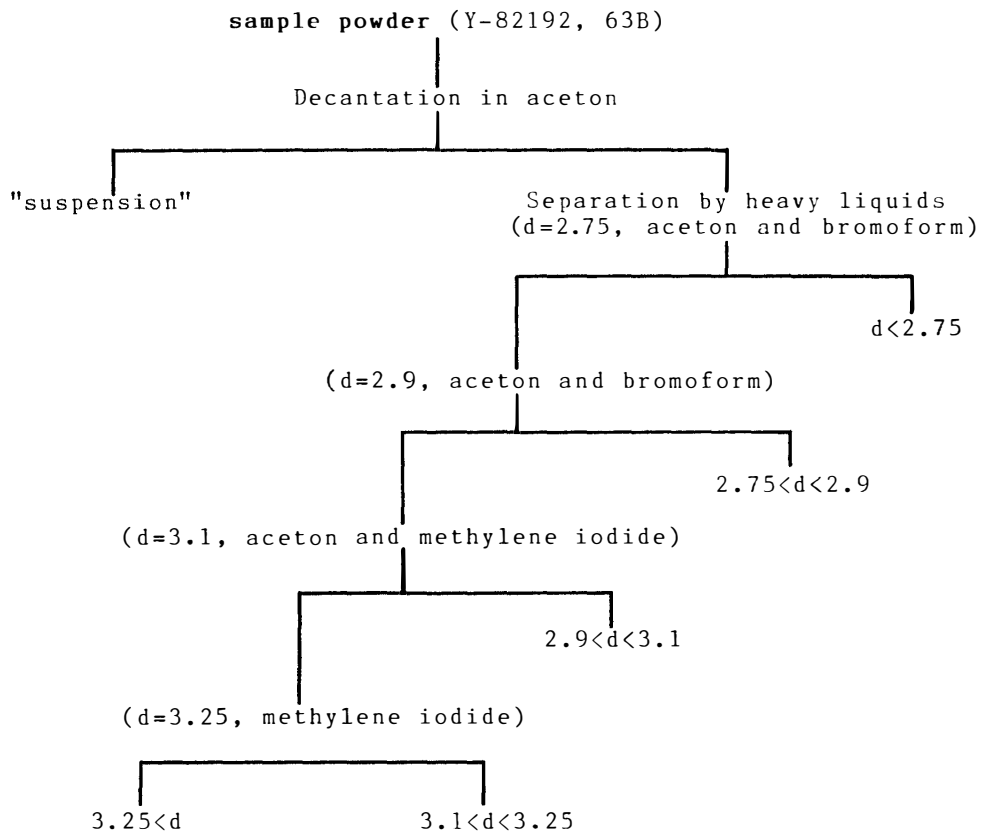 sample powder (Y-82192, 63B)
Decantation in aceton
"suspension"
Separation by heavy liquids
(d=2.75, aceton and bromoform)
d<2.75
(d=2.9, aceton and bromoform)
2.75<d<2.9
(d=3.1, aceton and methylene iodide)
2.9<d<3.1
(d=3.25, methylene iodide)
3.25<d
3.1<d<3.25